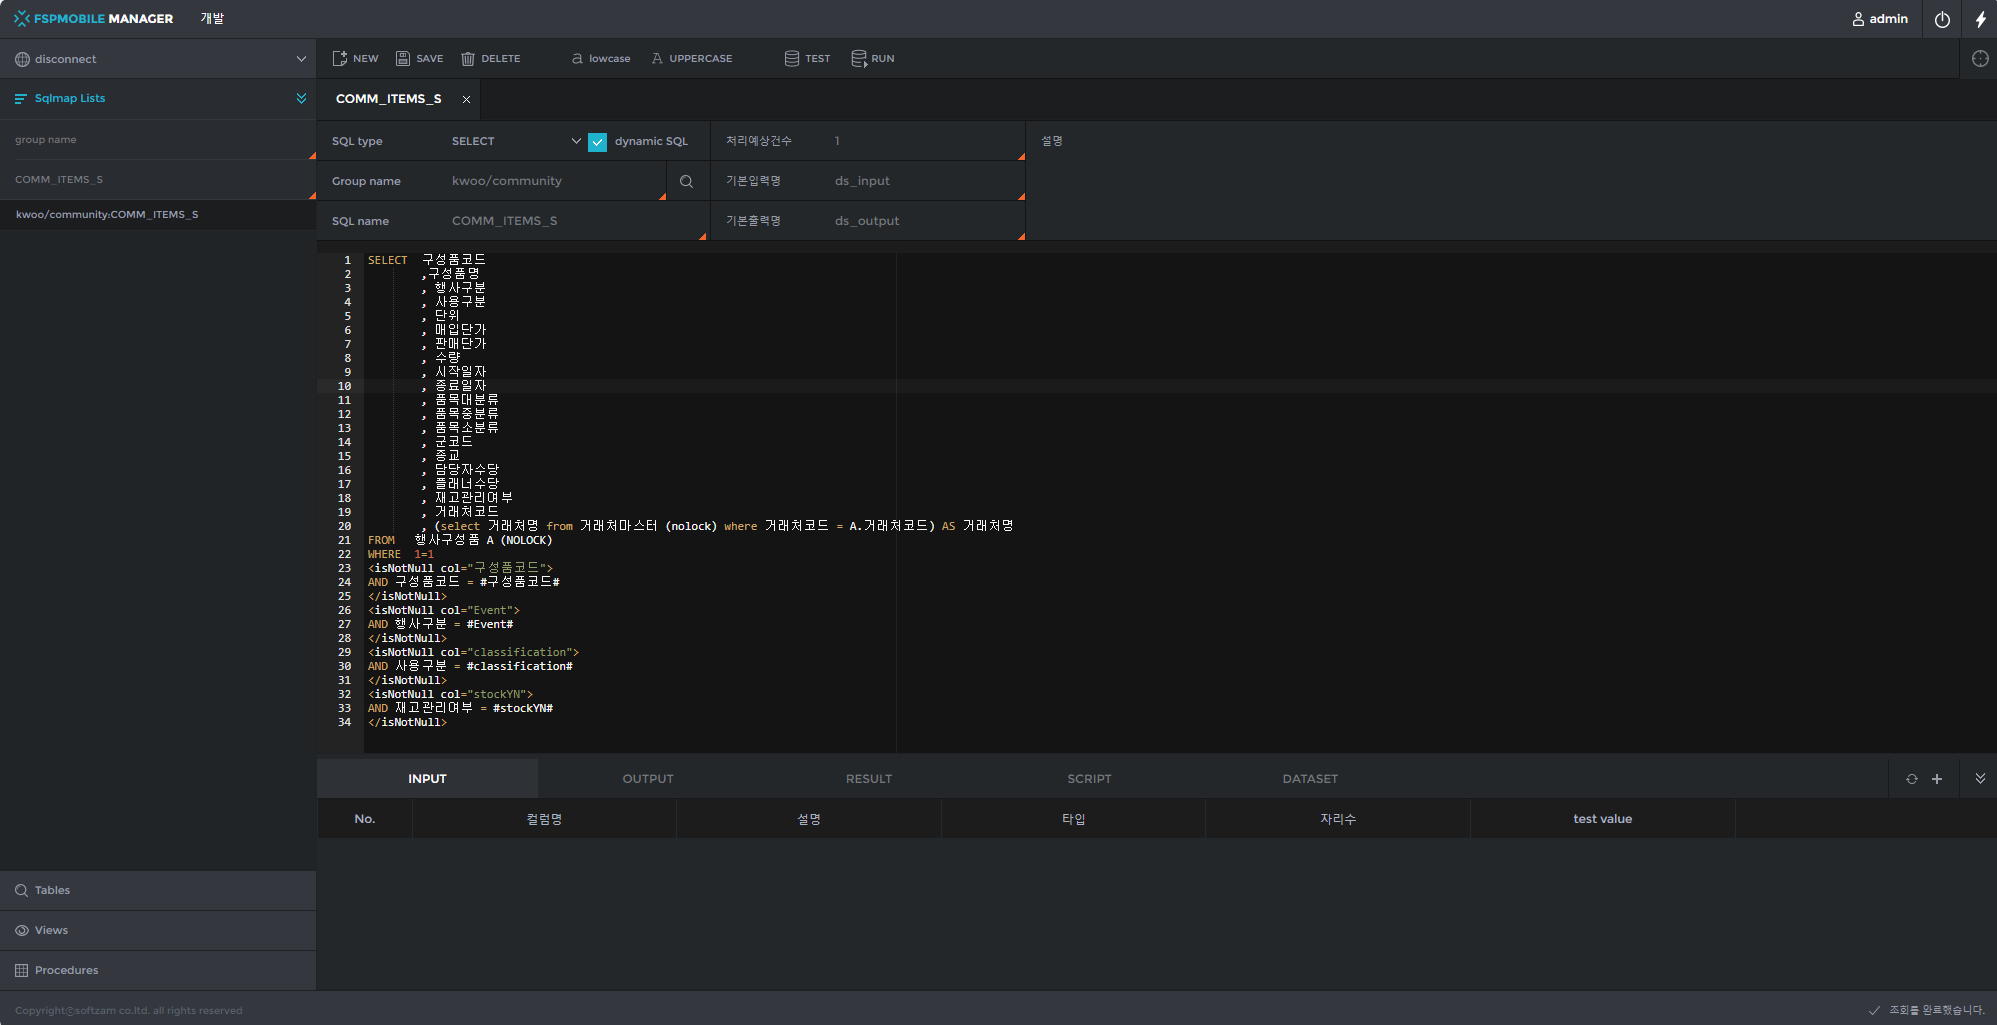 FSPMOBILE MANAGER 개발 admin
disconnect
NEW SAVE DELETE a lowcase A UPPERCASE TEST RUN
Sqlmap Lists
COMM_ITEMS_S
group name
COMM_ITEMS_S
kwoo/community:COMM_ITEMS_S
SQL type SELECT dynamic SQL 처리예상건수 1 설명
Group name kwoo/community 기본입력명 ds_input
SQL name COMM_ITEMS_S 기본출력명 ds_output
1 SELECT 구성품코드
2 ,구성품명
3 , 행사구분
4 , 사용구분
5 , 단위
6 , 매입단가
7 , 판매단가
8 , 수량
9 , 시작일자
10 , 종료일자
11 , 품목대분류
12 , 품목중분류
13 , 품목소분류
14 , 군코드
15 , 종교
16 , 담당자수당
17 , 플래너수당
18 , 재고관리여부
19 , 거래처코드
20 , (select 거래처명 from 거래처마스터 (nolock) where 거래처코드 = A.거래처코드) AS 거래처명
21 FROM 행사구성품 A (NOLOCK)
22 WHERE 1=1
23 <isNotNull col="구성품코드">
24 AND 구성품코드 = #구성품코드#
25 </isNotNull>
26 <isNotNull col="Event">
27 AND 행사구분 = #Event#
28 </isNotNull>
29 <isNotNull col="classification">
30 AND 사용구분 = #classification#
31 </isNotNull>
32 <isNotNull col="stockYN">
33 AND 재고관리여부 = #stockYN#
34 </isNotNull>
INPUT OUTPUT RESULT SCRIPT DATASET
No. 컬럼명 설명 타입 자리수 test value
Tables
Views
Procedures
Copyrightⓒsoftzam co.ltd. all rights reserved 조회를 완료했습니다.